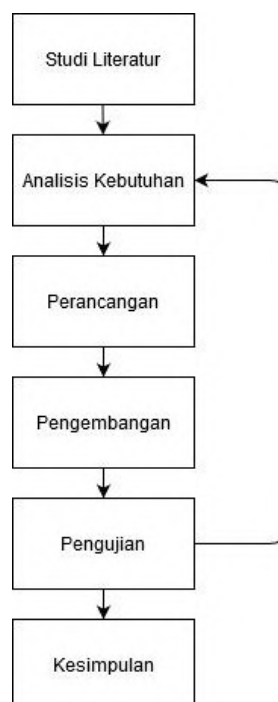 Studi Literatur
Analisis Kebutuhan
Perancangan
Pengembangan
Pengujian
Kesimpulan